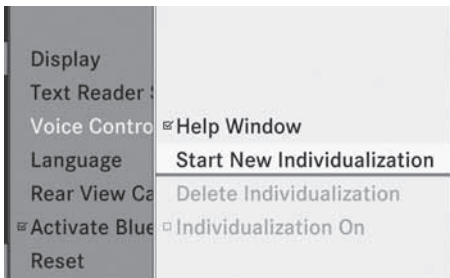 Display
Text Reader
Voice Contro
Language
Rear View Ca
Activate Blue
Reset
Help Window
Start New Individualization
Delete Individualization
Individualization On